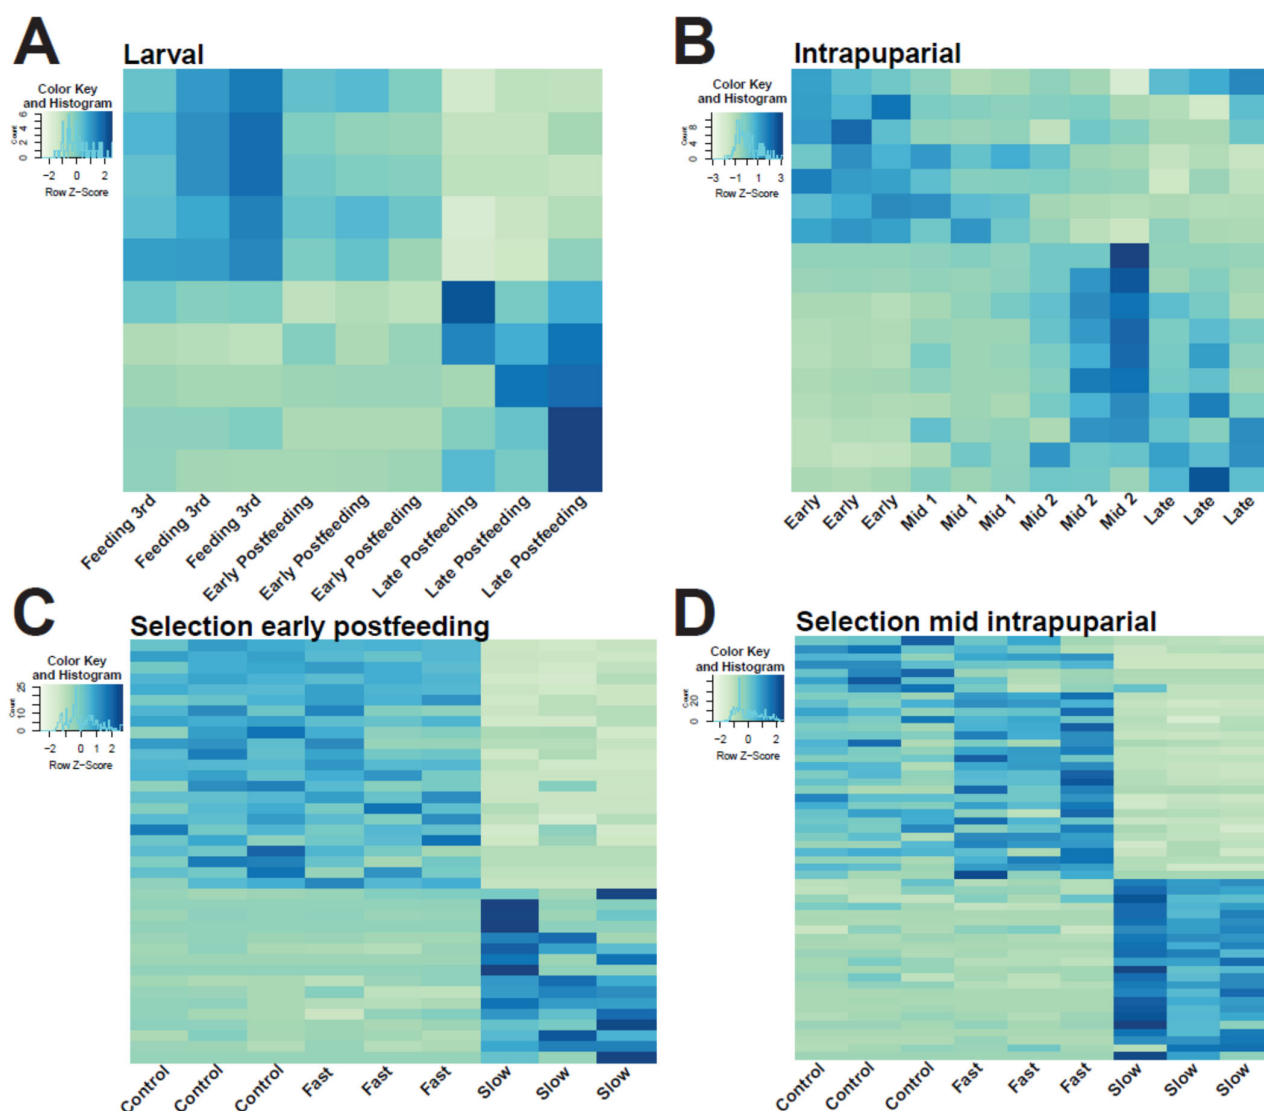 A
Larval
Color Key
and Histogram
Count
0 2 4 6
−2 0 2
Row Z−Score
Feeding 3rd
Feeding 3rd
Feeding 3rd
Early Postfeeding
Early Postfeeding
Early Postfeeding
Late Postfeeding
Late Postfeeding
Late Postfeeding
B
Intrapuparial
Color Key
and Histogram
Count
0 4 8
−3 −1 1 3
Row Z−Score
Early
Early
Early
Mid 1
Mid 1
Mid 1
Mid 2
Mid 2
Mid 2
Late
Late
Late
C
Selection early postfeeding
Color Key
and Histogram
Count
0 10 25
−2 0 1 2
Row Z−Score
Control
Control
Control
Fast
Fast
Fast
Slow
Slow
Slow
D
Selection mid intrapuparial
Color Key
and Histogram
Count
0 20
−2 0 1 2
Row Z−Score
Control
Control
Control
Fast
Fast
Fast
Slow
Slow
Slow